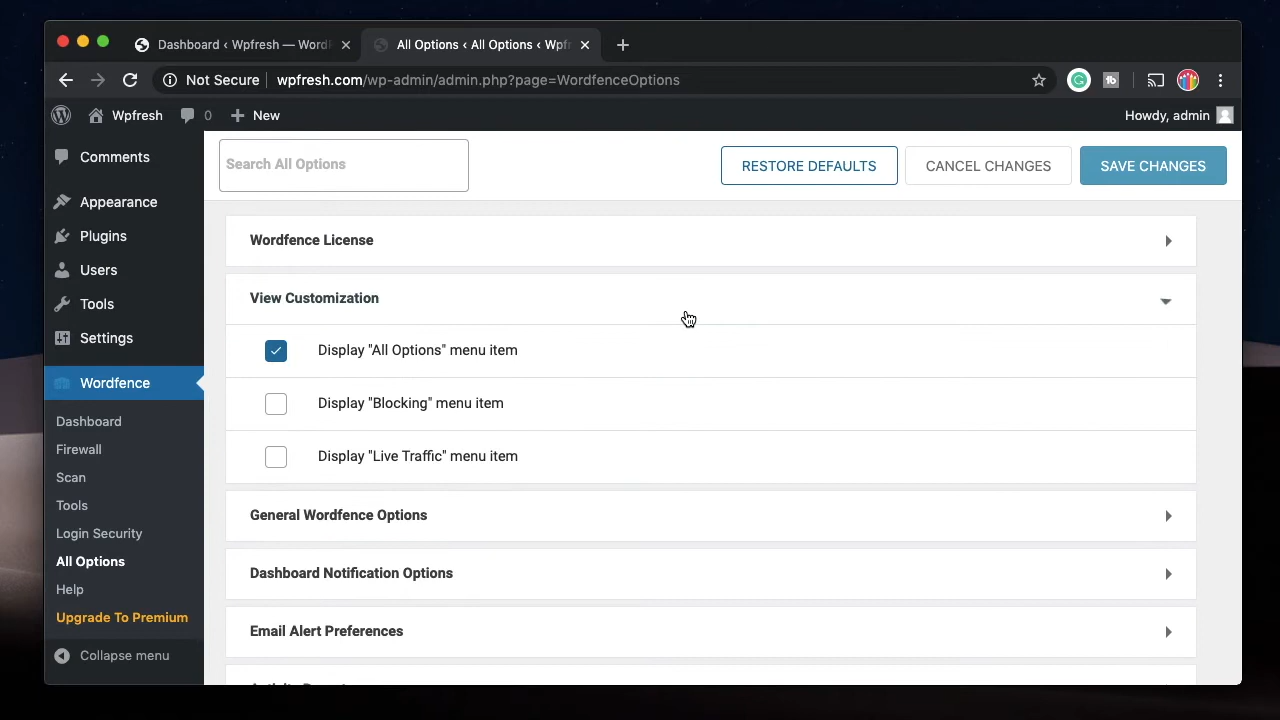 Dashboard ‹ Wpfresh — Word
All Options ‹ All Options ‹ Wpfr
Not Secure
wpfresh.com/wp-admin/admin.php?page=WordfenceOptions
Wpfresh
0
New
Howdy, admin
Comments
Appearance
Plugins
Users
Tools
Settings
Wordfence
Dashboard
Firewall
Scan
Tools
Login Security
All Options
Help
Upgrade To Premium
Collapse menu
Search All Options
RESTORE DEFAULTS
CANCEL CHANGES
SAVE CHANGES
Wordfence License
View Customization
Display "All Options" menu item
Display "Blocking" menu item
Display "Live Traffic" menu item
General Wordfence Options
Dashboard Notification Options
Email Alert Preferences